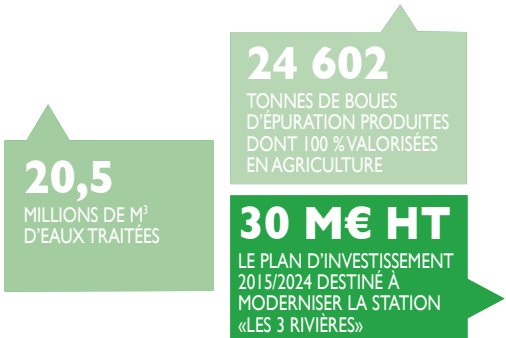 24 602
TONNES DE BOUES
D'ÉPURATION PRODUITES
DONT 100 % VALORISÉES
EN AGRICULTURE
20,5
MILLIONS DE M³
D'EAUX TRAITÉES
30 M€ HT
LE PLAN D'INVESTISSEMENT
2015/2024 DESTINÉ À
MODERNISER LA STATION
«LES 3 RIVIÈRES»